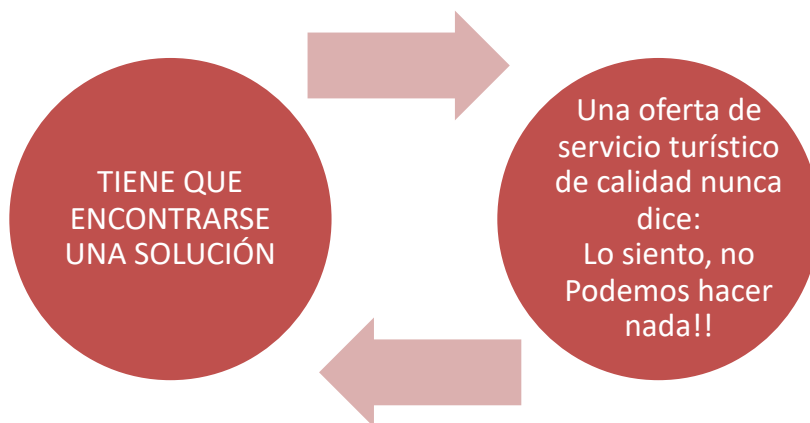 TIENE QUE
ENCONTRARSE
UNA SOLUCIÓN
Una oferta de
servicio turístico
de calidad nunca
dice:
Lo siento, no
Podemos hacer
nada!!